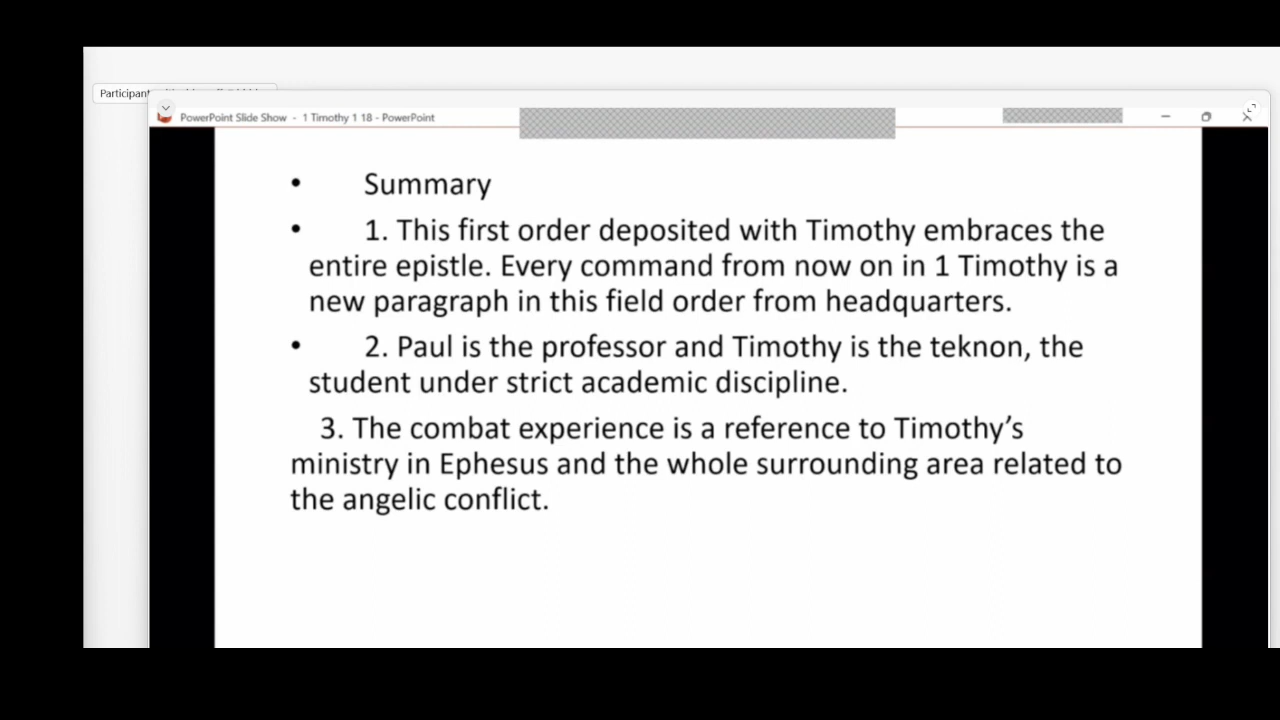 Participant
PowerPoint Slide Show - 1 Timothy 1 18 - PowerPoint
• Summary
• 1. This first order deposited with Timothy embraces the
entire epistle. Every command from now on in 1 Timothy is a
new paragraph in this field order from headquarters.
• 2. Paul is the professor and Timothy is the teknon, the
student under strict academic discipline.
3. The combat experience is a reference to Timothy’s
ministry in Ephesus and the whole surrounding area related to
the angelic conflict.